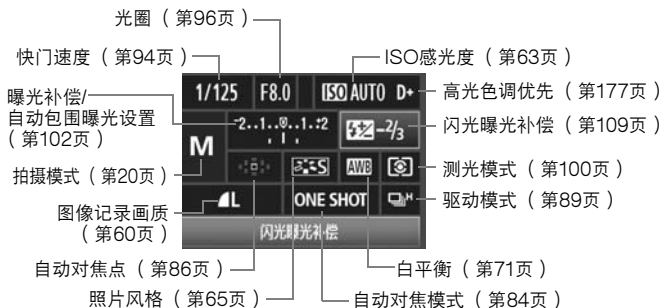 光圈（第96页）
快门速度（第94页）
ISO感光度（第63页）
1/125 F8.0 ISO AUTO D+
高光色调优先（第177页）
曝光补偿/
自动包围曝光设置
（第102页）
-2..1..0..1.:2
-2/3
闪光曝光补偿（第109页）
M
拍摄模式（第20页）
S AWB
测光模式（第100页）
L ONE SHOT H
驱动模式（第89页）
图像记录画质
（第60页）
闪光曝光补偿
自动对焦点（第86页）
白平衡（第71页）
照片风格（第65页）
自动对焦模式（第84页）